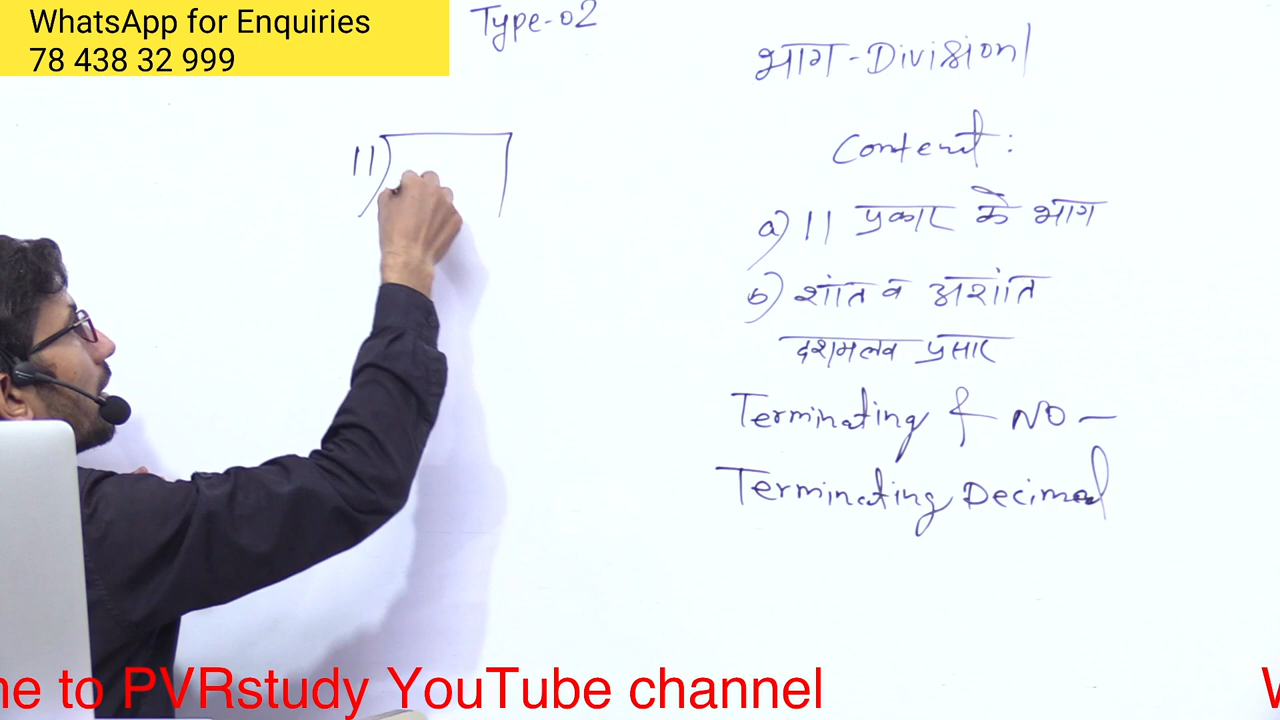 WhatsApp for Enquiries
78 438 32 999
Type-02
11
भाग-Division
Content:
a) 11 प्रकार के भाग
b) शांत व अशांत
दशमलव प्रसार
Terminating & NO-
Terminating Decimal
me to PVRstudy YouTube channel
W